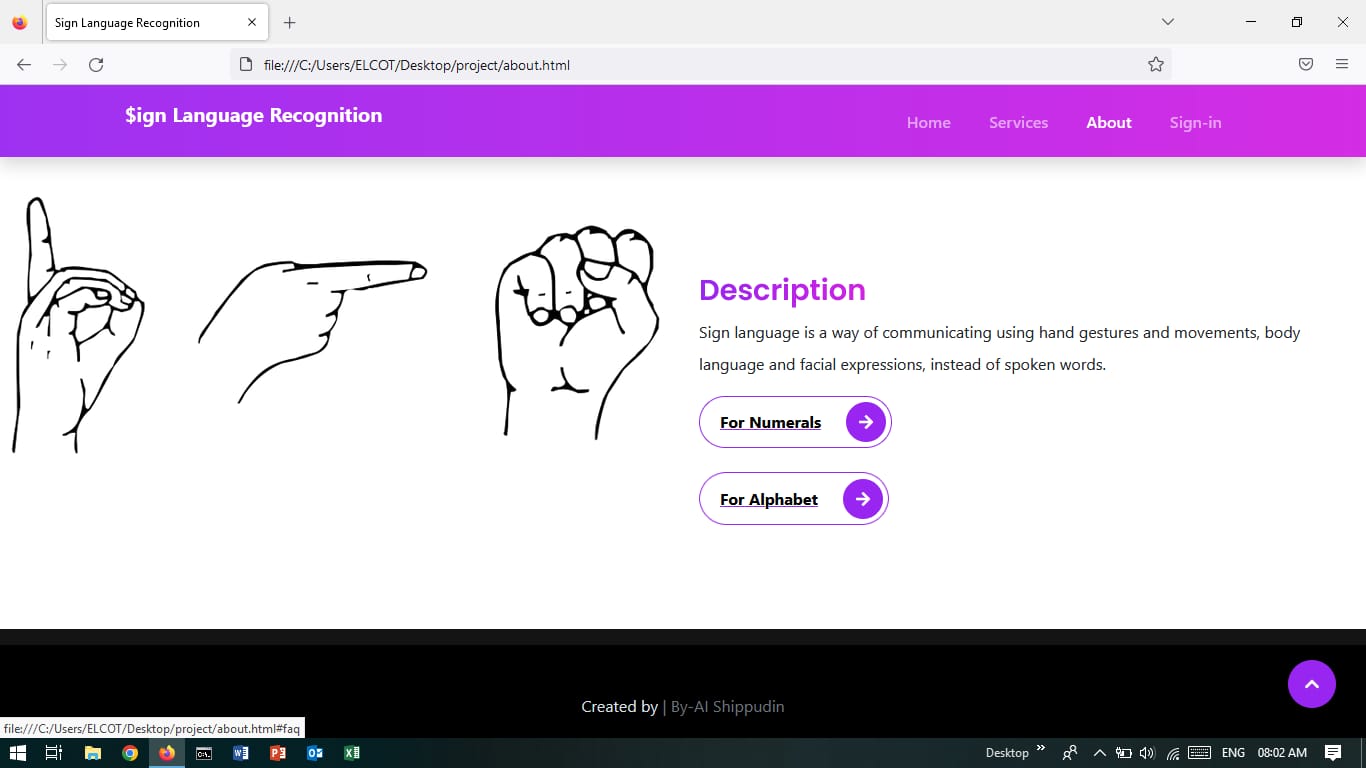 Sign Language Recognition
file:///C:/Users/ELCOT/Desktop/project/about.html
$ign Language Recognition
Home Services About Sign-in
Description
Sign language is a way of communicating using hand gestures and movements, body
language and facial expressions, instead of spoken words.
For Numerals
For Alphabet
Created by | By-AI Shippudin
file:///C:/Users/ELCOT/Desktop/project/about.html#faq
Desktop ENG 08:02 AM